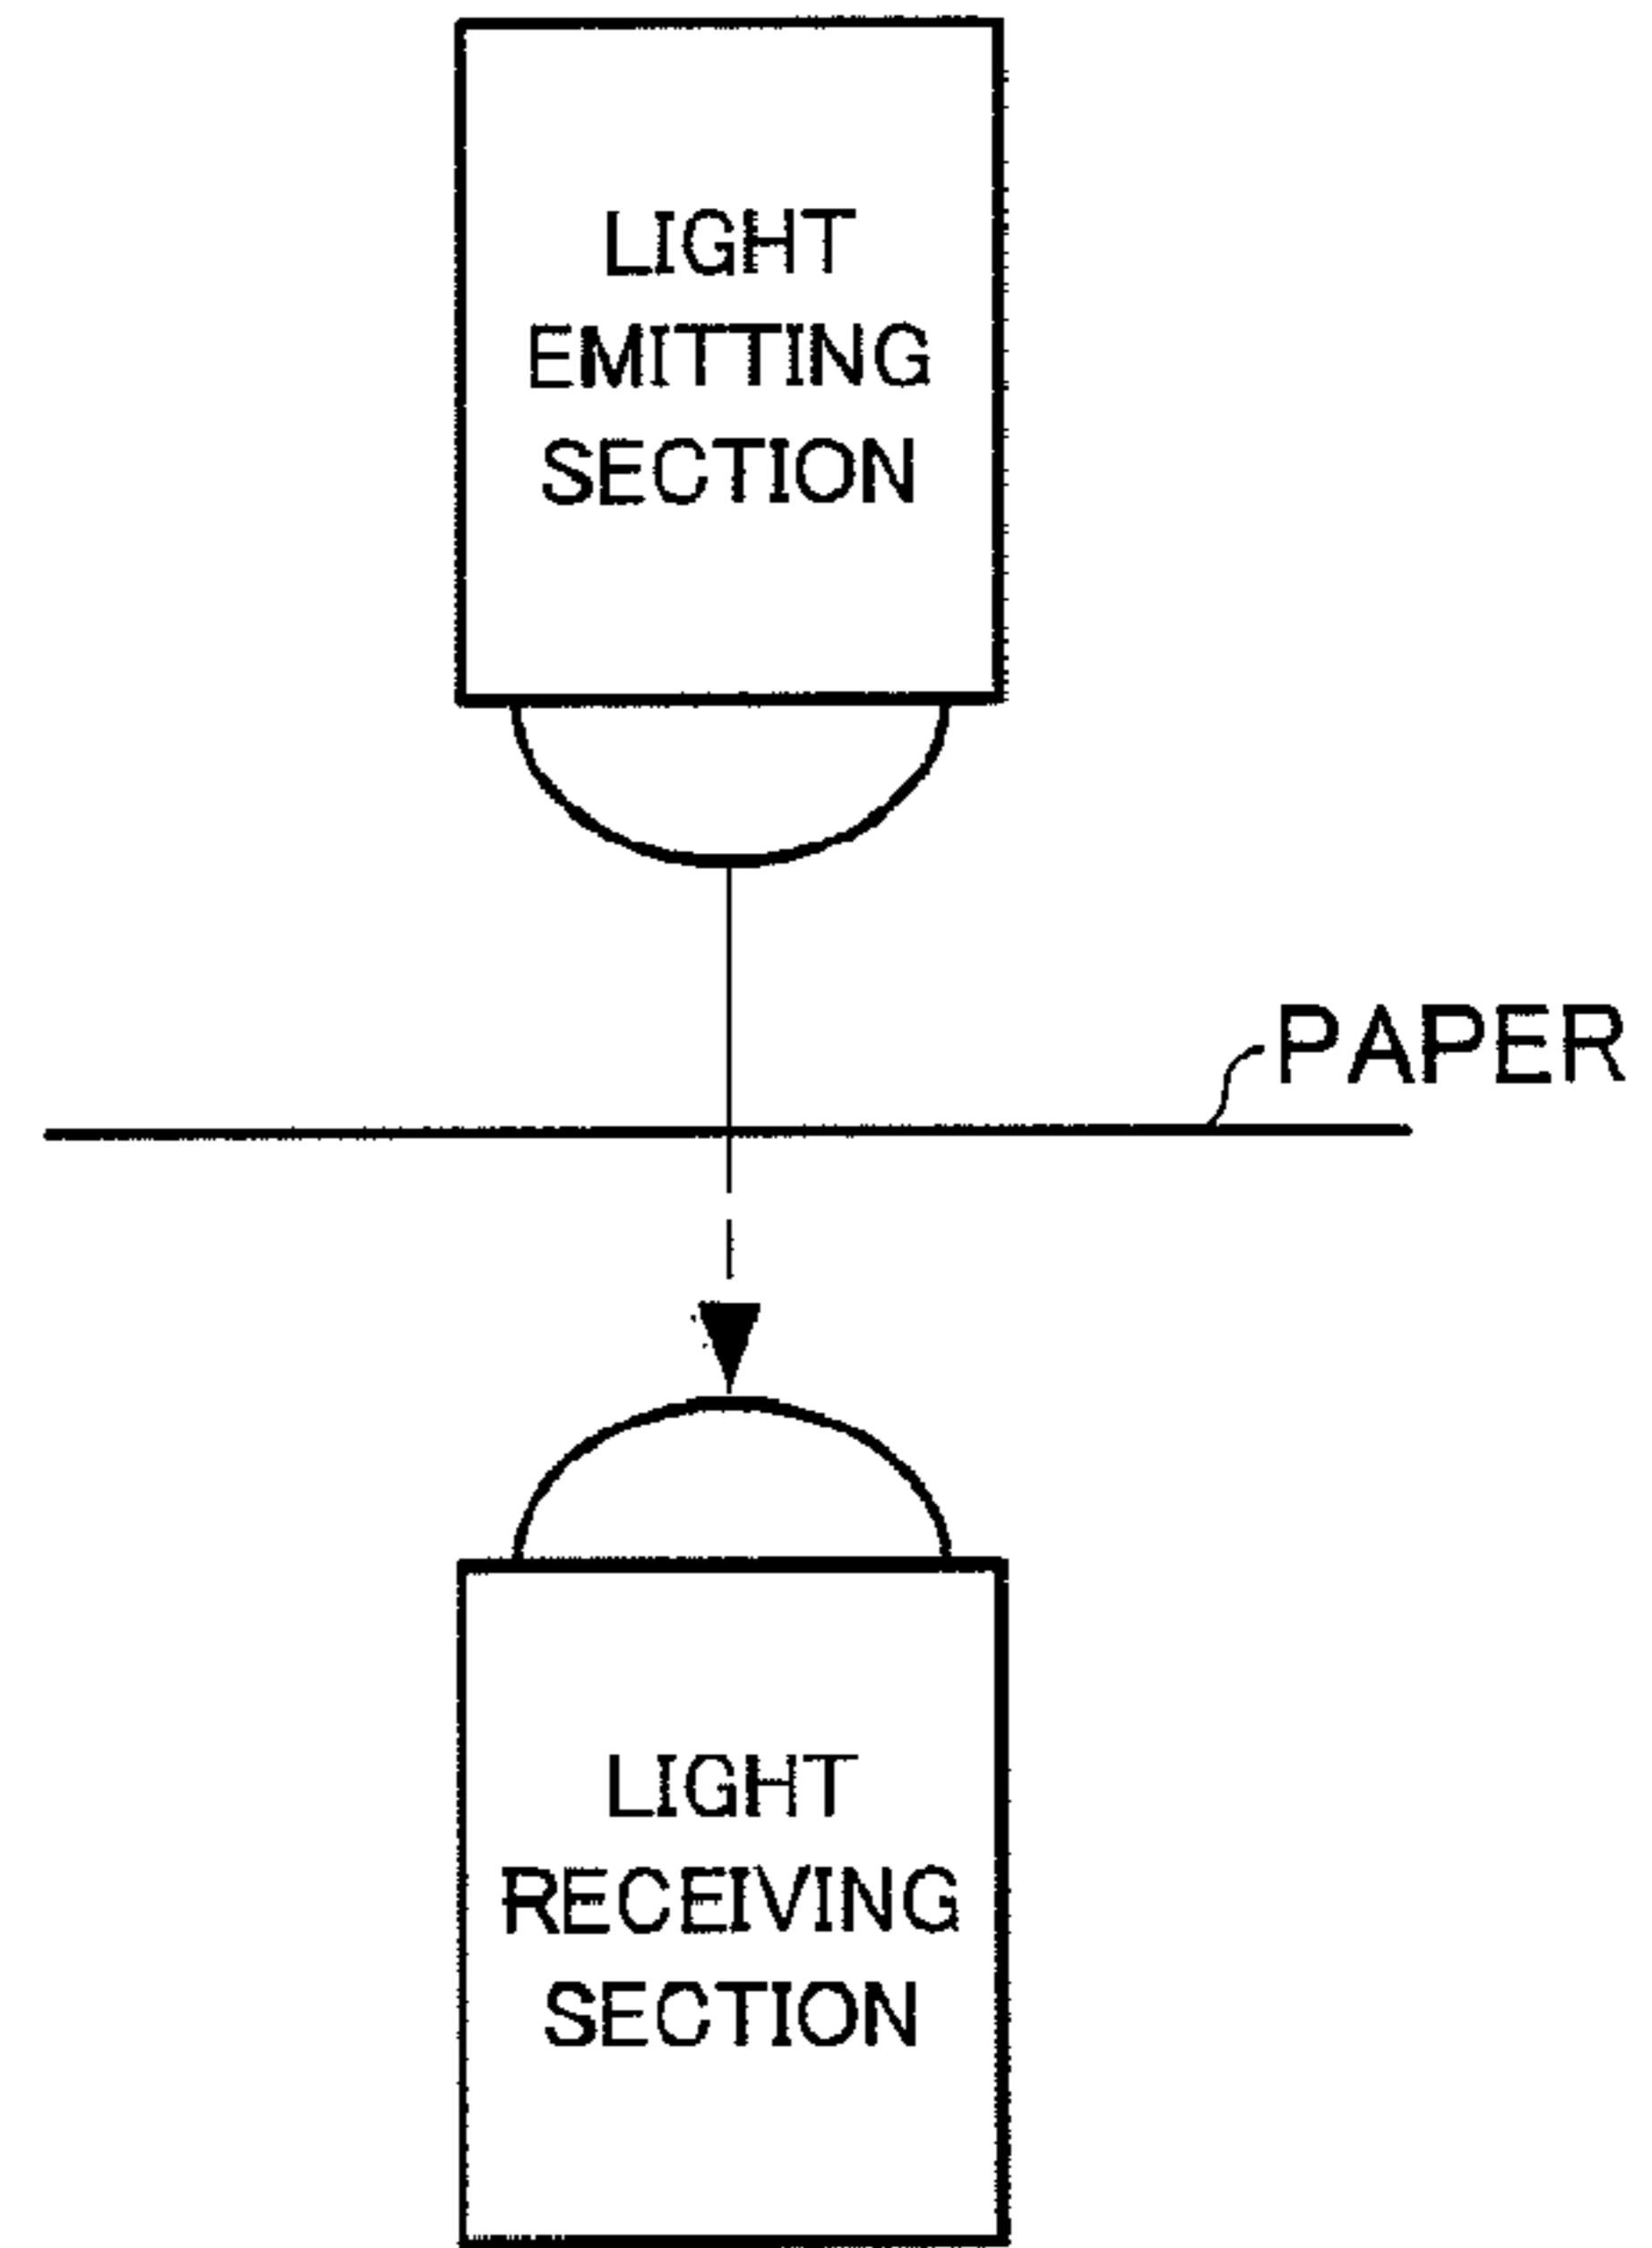 LIGHT
EMITTING
SECTION
PAPER
LIGHT
RECEIVING
SECTION